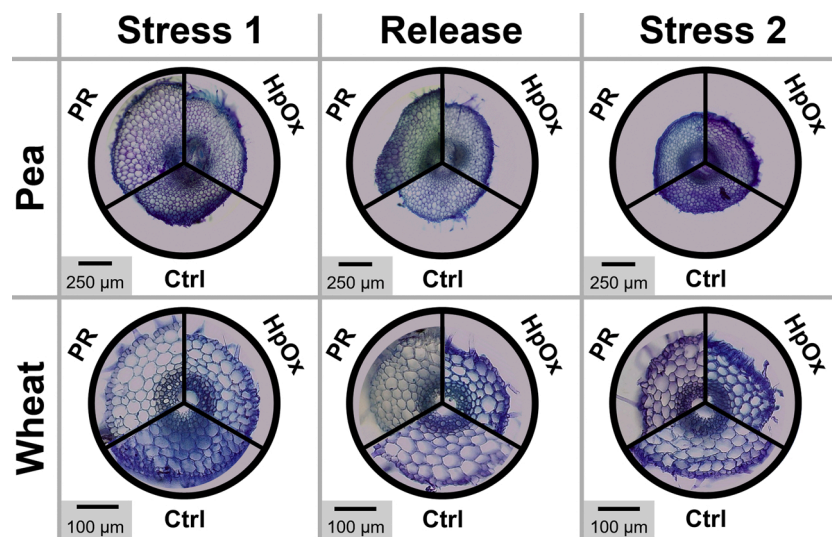 Stress 1 Release Stress 2
Pea
PR HpOx PR HpOx PR HpOx
Ctrl Ctrl Ctrl
250 µm 250 µm 250 µm
Wheat
PR HpOx PR HpOx PR HpOx
Ctrl Ctrl Ctrl
100 µm 100 µm 100 µm